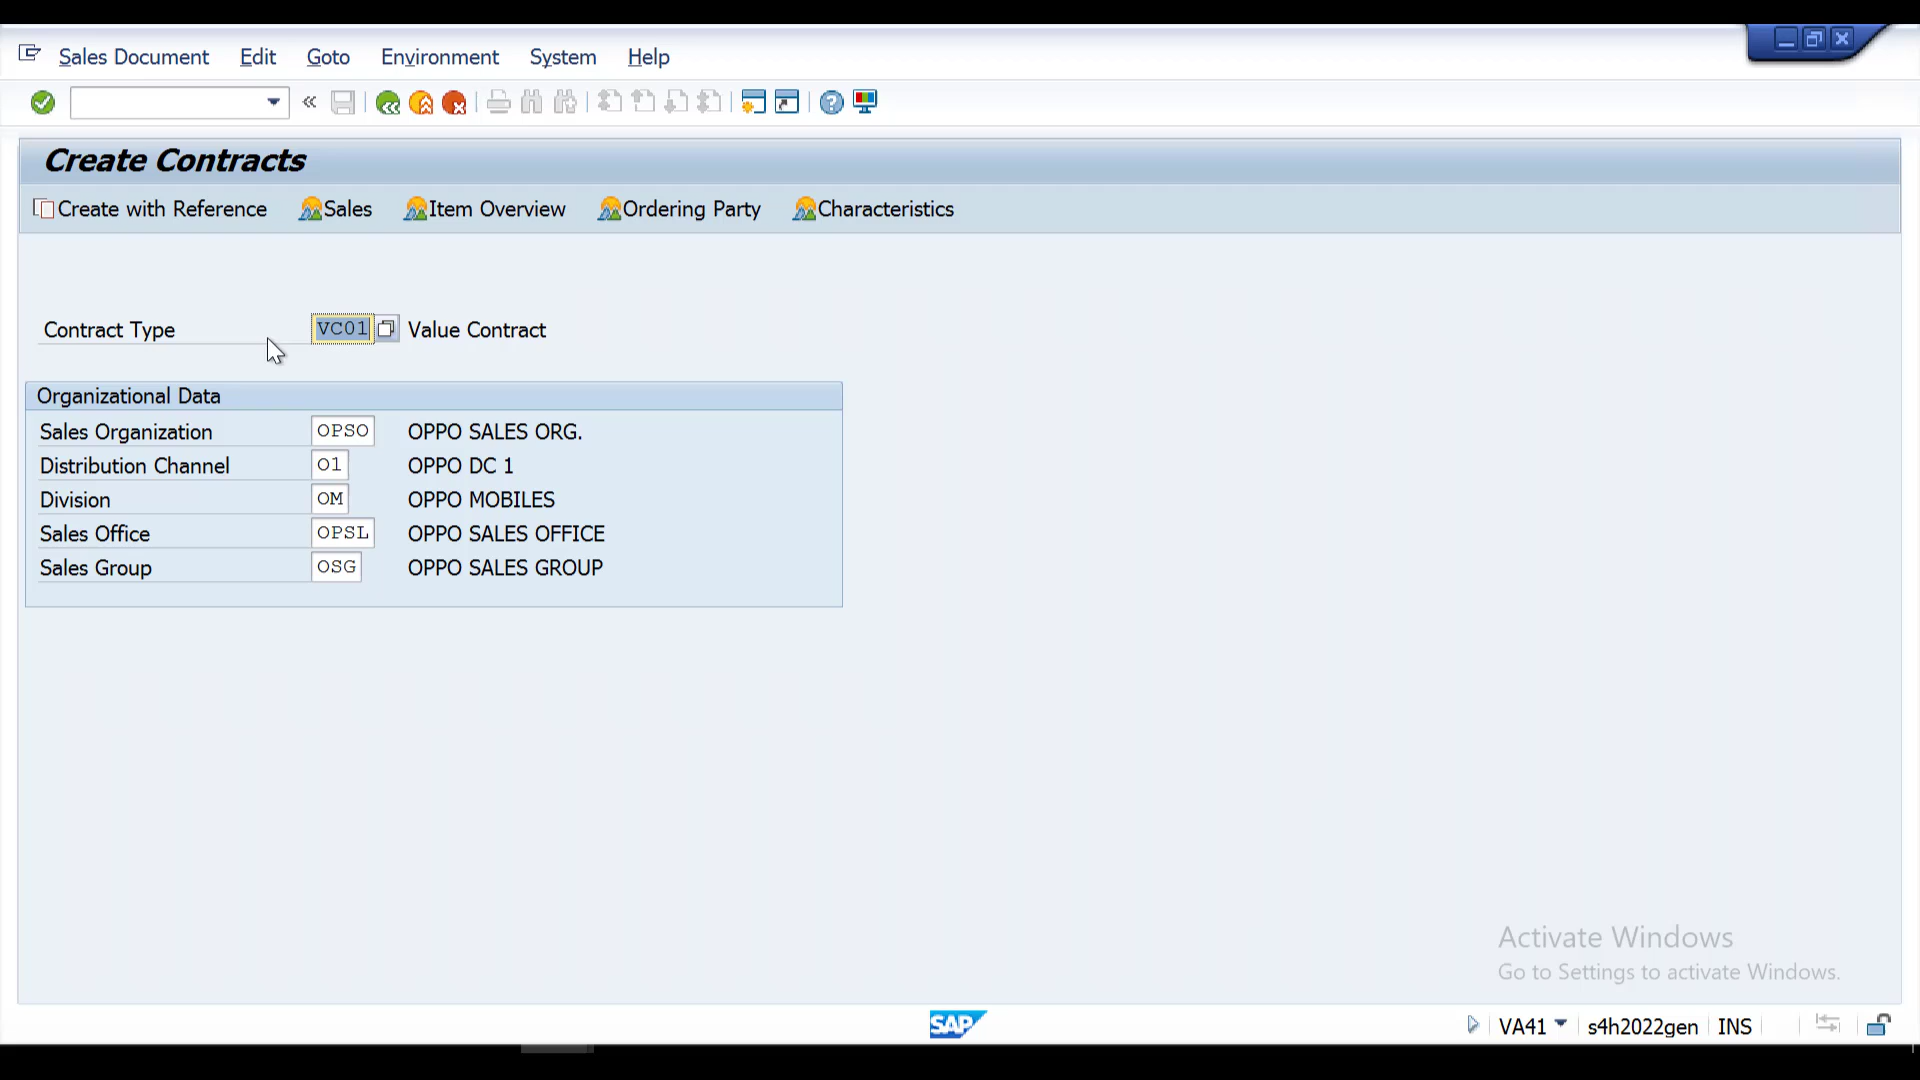 Sales Document Edit Goto Environment System Help
Create Contracts
Create with Reference Sales Item Overview Ordering Party Characteristics
Contract Type VC01 Value Contract
Organizational Data
Sales Organization OPSO OPPO SALES ORG.
Distribution Channel O1 OPPO DC 1
Division OM OPPO MOBILES
Sales Office OPSL OPPO SALES OFFICE
Sales Group OSG OPPO SALES GROUP
Activate Windows
Go to Settings to activate Windows.
SAP VA41 s4h2022gen INS